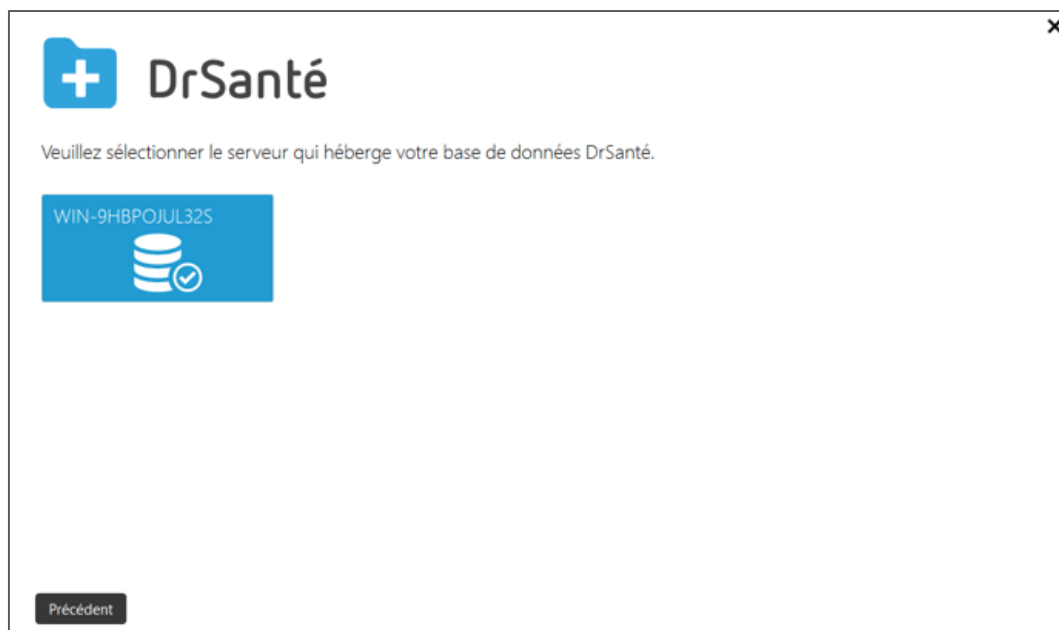 DrSanté
Veuillez sélectionner le serveur qui héberge votre base de données DrSanté.
WIN-9HBPOJUL32S
Précédent